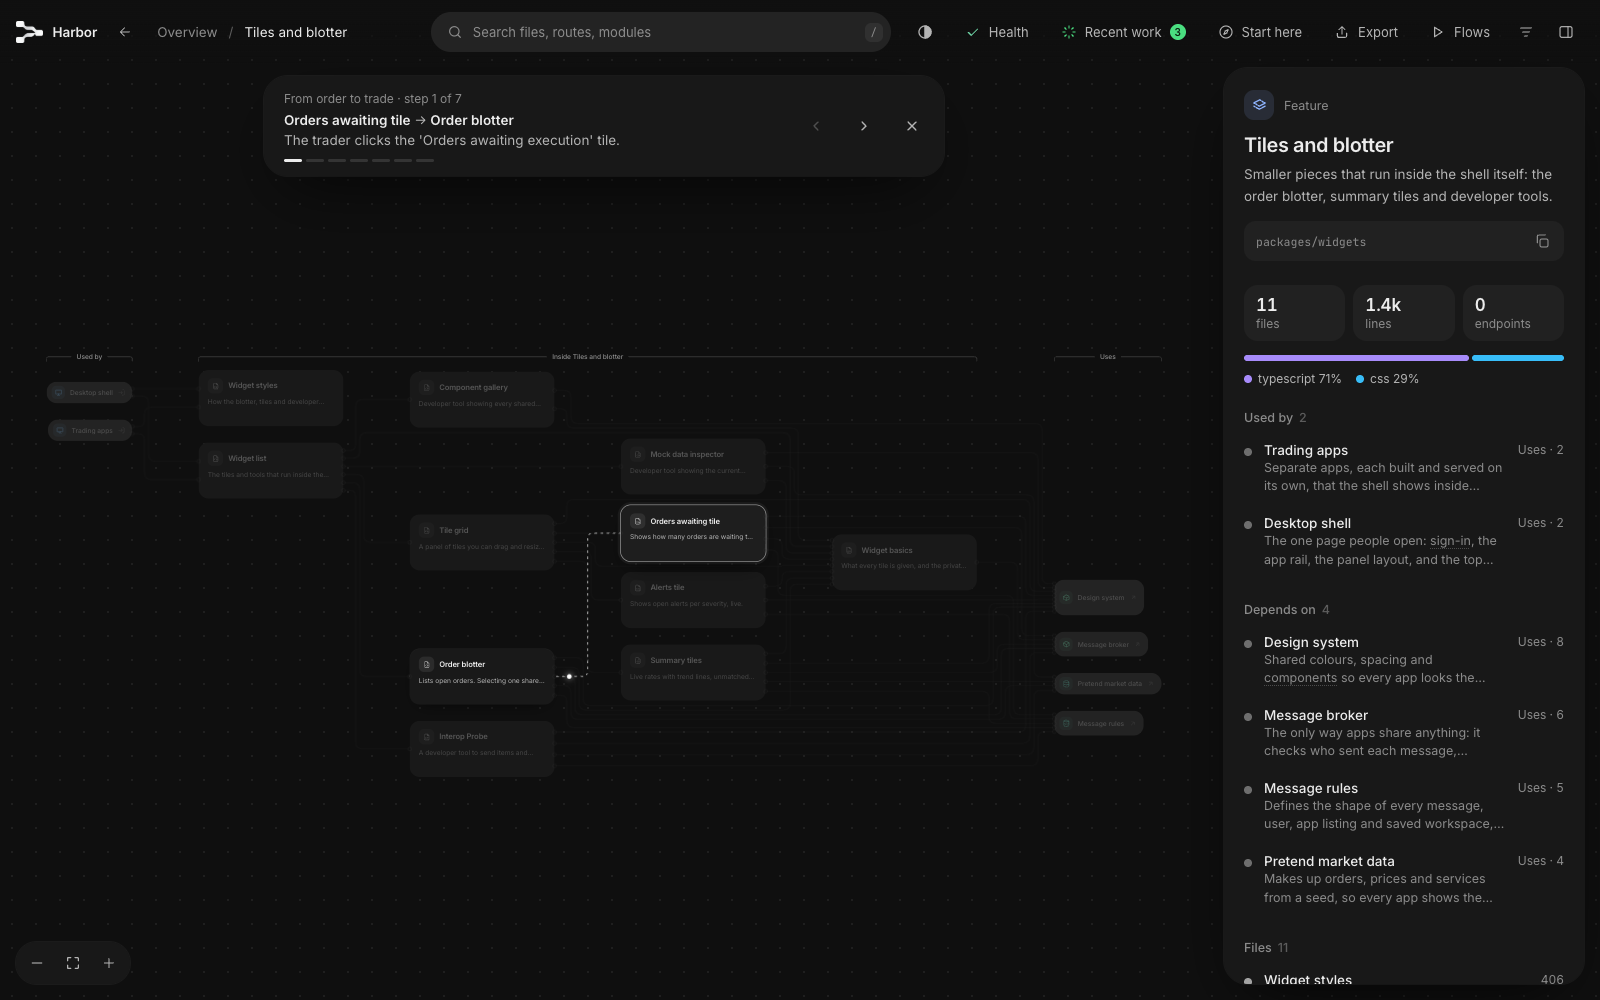 Harbor
Overview / Tiles and blotter
Search files, routes, modules
/
Health
Recent work 3
Start here
Export
Flows
From order to trade · step 1 of 7
Orders awaiting tile → Order blotter
The trader clicks the 'Orders awaiting execution' tile.
Used by
Inside Tiles and blotter
Uses
Desktop shell
Trading apps
Widget styles
How the blotter, tiles and developer...
Widget list
The tiles and tools that run inside the...
Component gallery
Developer tool showing every shared...
Mock data inspector
Developer tool showing the current...
Orders awaiting tile
Shows how many orders are waiting t...
Tile grid
A panel of tiles you can drag and resiz...
Widget basics
What every tile is given, and the privat...
Alerts tile
Shows open alerts per severity, live.
Order blotter
Lists open orders. Selecting one share...
Summary tiles
Live rates with trend lines, unmatched...
Interop Probe
A developer tool to send items and...
Design system
Message broker
Pretend market data
Message rules
Feature
Tiles and blotter
Smaller pieces that run inside the shell itself: the
order blotter, summary tiles and developer tools.
packages/widgets
11
files
1.4k
lines
0
endpoints
typescript 71%
css 29%
Used by 2
Trading apps
Uses · 2
Separate apps, each built and served on
its own, that the shell shows inside...
Desktop shell
Uses · 2
The one page people open: sign-in, the
app rail, the panel layout, and the top...
Depends on 4
Design system
Uses · 8
Shared colours, spacing and
components so every app looks the...
Message broker
Uses · 6
The only way apps share anything: it
checks who sent each message,...
Message rules
Uses · 5
Defines the shape of every message,
user, app listing and saved workspace,...
Pretend market data
Uses · 4
Makes up orders, prices and services
from a seed, so every app shows the...
Files 11
Widget styles
406